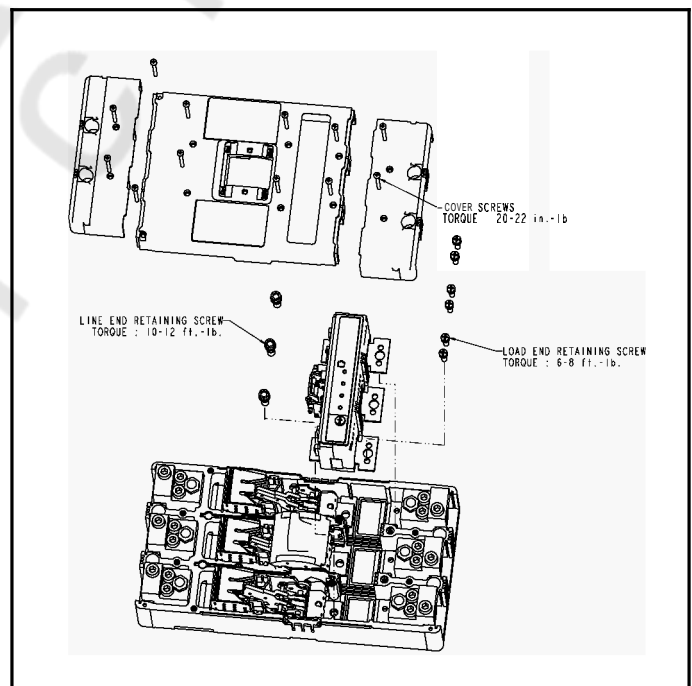 COVER SCREWS
TORQUE 20-22 in.-lb
LINE END RETAINING SCREW
TORQUE : 10-12 ft.-lb.
LOAD END RETAINING SCREW
TORQUE : 6-8 ft.-lb.